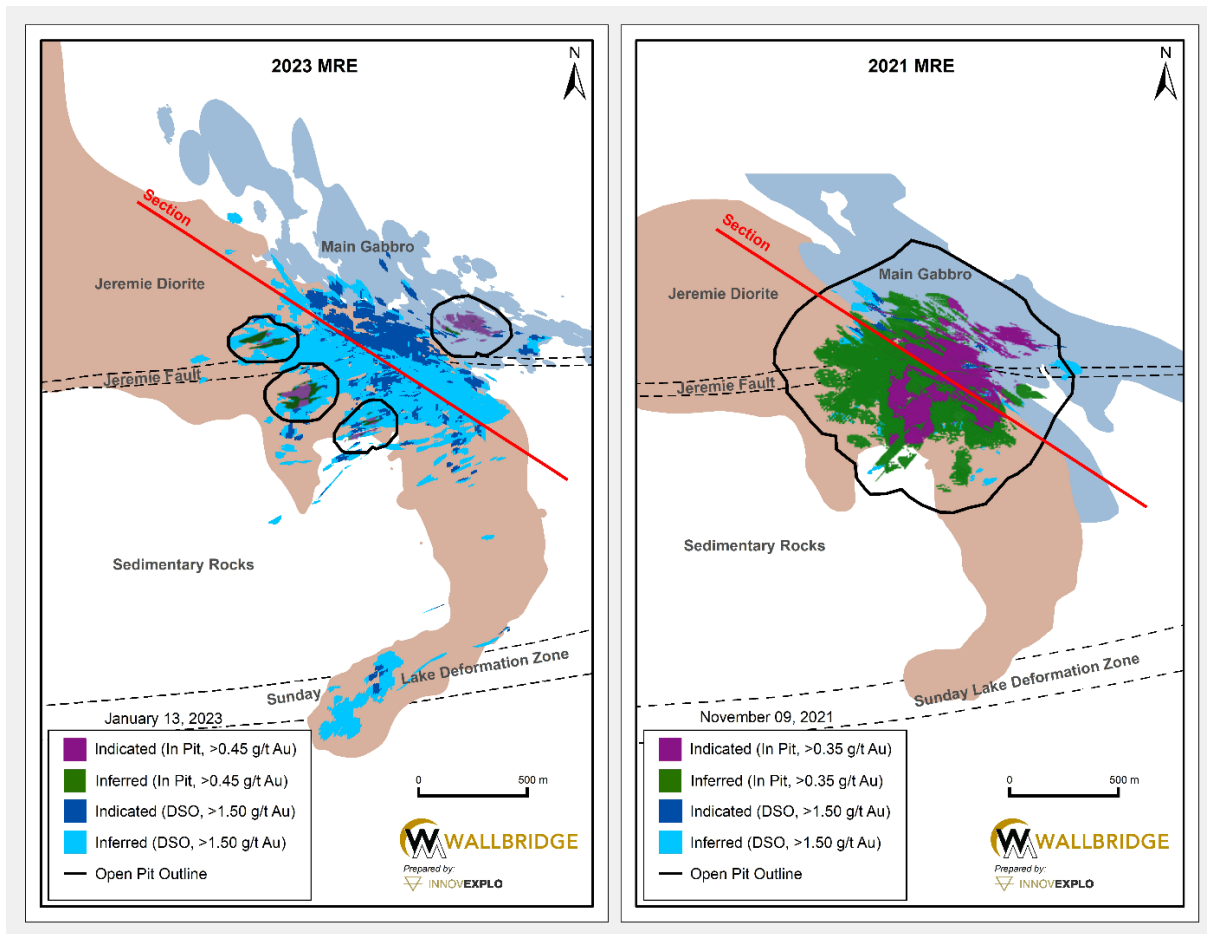 2023 MRE
N
Section
Main Gabbro
Jeremie Diorite
Jeremie Fault
Sedimentary Rocks
Lake Deformation Zone
Sunday
January 13, 2023
Indicated (In Pit, >0.45 g/t Au)
Inferred (In Pit, >0.45 g/t Au)
Indicated (DSO, >1.50 g/t Au)
Inferred (DSO, >1.50 g/t Au)
Open Pit Outline
0 500 m
WALLBRIDGE
Prepared by:
INNOVEXPLO
2021 MRE
N
Section
Main Gabbro
Jeremie Diorite
Jeremie Fault
Sedimentary Rocks
Sunday Lake Deformation Zone
November 09, 2021
Indicated (In Pit, >0.35 g/t Au)
Inferred (In Pit, >0.35 g/t Au)
Indicated (DSO, >1.50 g/t Au)
Inferred (DSO, >1.50 g/t Au)
Open Pit Outline
0 500 m
WALLBRIDGE
Prepared by:
INNOVEXPLO